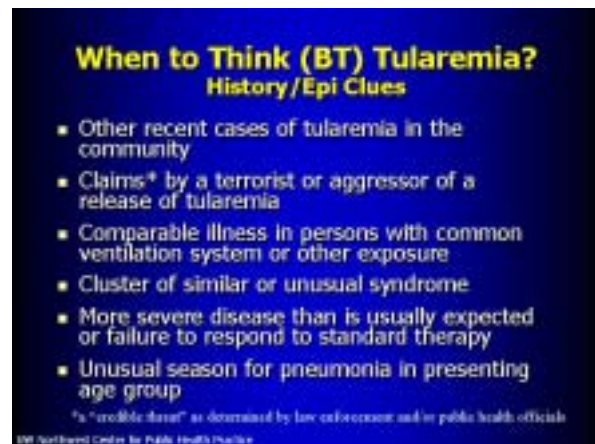 When to Think (BT) Tularemia?
History/Epi Clues
▪ Other recent cases of tularemia in the
community
▪ Claims* by a terrorist or aggressor of a
release of tularemia
▪ Comparable illness in persons with common
ventilation system or other exposure
▪ Cluster of similar or unusual syndrome
▪ More severe disease than is usually expected
or failure to respond to standard therapy
▪ Unusual season for pneumonia in presenting
age group
*a "credible threat" as determined by law enforcement and/or public health officials
UW Northwest Center for Public Health Practice